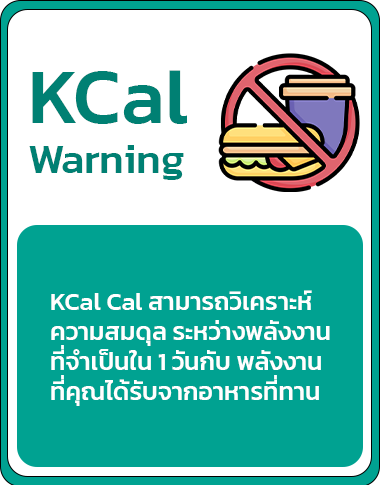 KCal
Warning
KCal Cal สามารถวิเคราะห์
ความสมดุล ระหว่างพลังงาน
ที่จำเป็นใน 1 วันกับ พลังงาน
ที่คุณได้รับจากอาหารที่ทาน